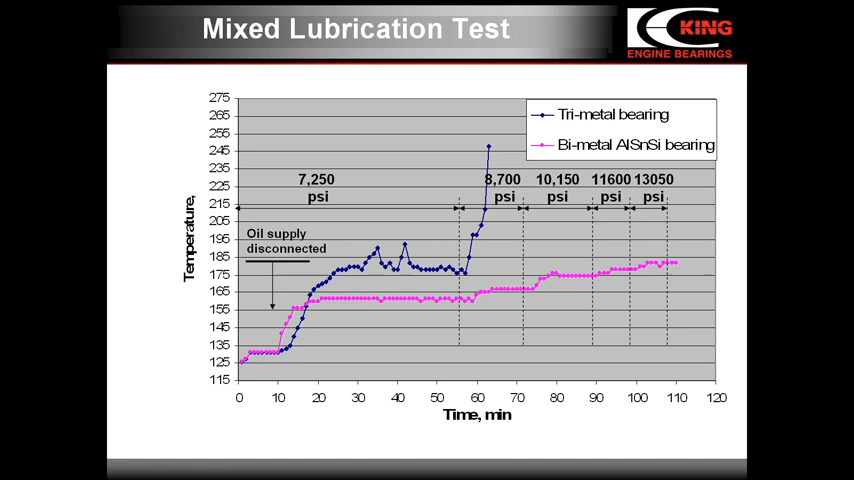 Mixed Lubrication Test
KING
ENGINE BEARINGS
275
265
255
245
235
225
215
205
195
185
175
165
155
145
135
125
115
Temperature,
Tri-metal bearing
Bi-metal AlSnSi bearing
7,250
psi
8,700
psi
10,150
psi
11600
psi
13050
psi
Oil supply
disconnected
0 10 20 30 40 50 60 70 80 90 100 110 120
Time, min